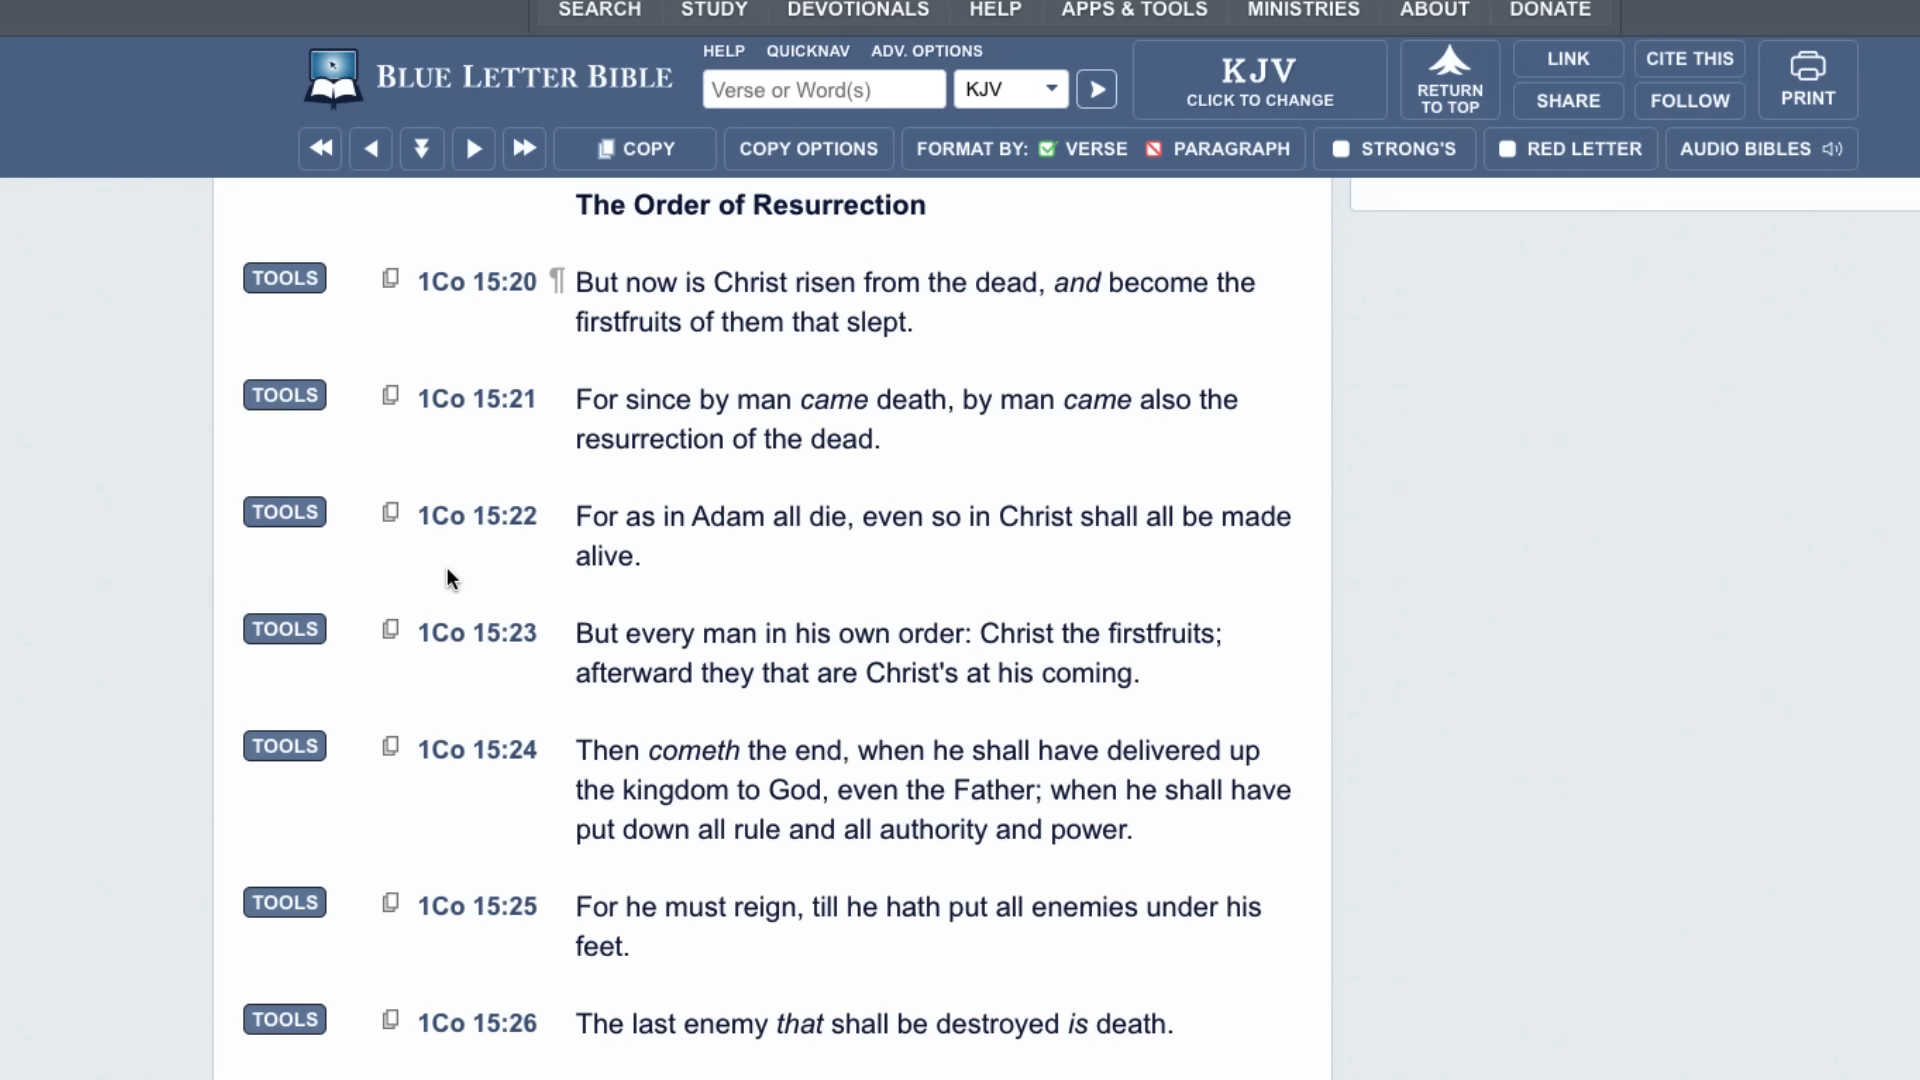 SEARCH STUDY DEVOTIONALS HELP APPS & TOOLS MINISTRIES ABOUT DONATE
BLUE LETTER BIBLE
HELP QUICKNAV ADV. OPTIONS
Verse or Word(s) KJV
KJV
CLICK TO CHANGE
RETURN
TO TOP
LINK CITE THIS
SHARE FOLLOW
PRINT
COPY COPY OPTIONS FORMAT BY: VERSE PARAGRAPH STRONG'S RED LETTER AUDIO BIBLES
The Order of Resurrection
TOOLS 1Co 15:20 ¶ But now is Christ risen from the dead, and become the
firstfruits of them that slept.
TOOLS 1Co 15:21 For since by man came death, by man came also the
resurrection of the dead.
TOOLS 1Co 15:22 For as in Adam all die, even so in Christ shall all be made
alive.
TOOLS 1Co 15:23 But every man in his own order: Christ the firstfruits;
afterward they that are Christ's at his coming.
TOOLS 1Co 15:24 Then cometh the end, when he shall have delivered up
the kingdom to God, even the Father; when he shall have
put down all rule and all authority and power.
TOOLS 1Co 15:25 For he must reign, till he hath put all enemies under his
feet.
TOOLS 1Co 15:26 The last enemy that shall be destroyed is death.